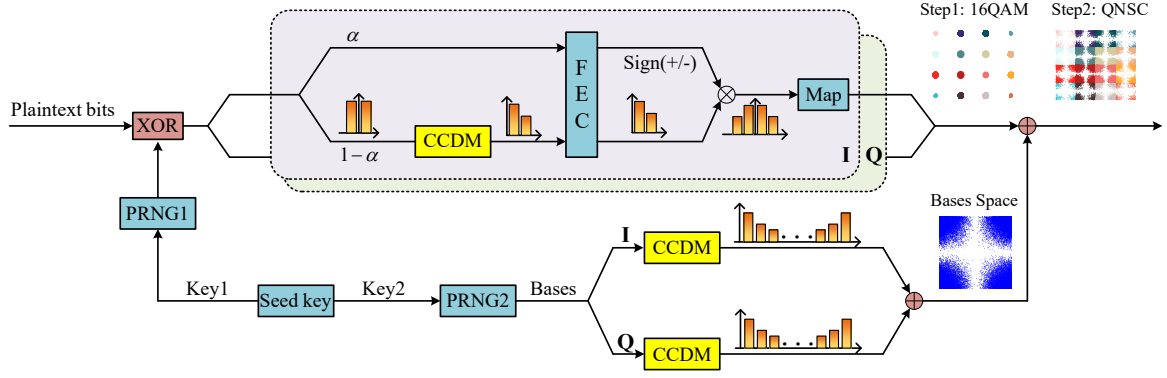 Step1: 16QAM
Step2: QNSC
α
F
E
C
Sign(+/-)
Plaintext bits
XOR
Map
CCDM
1−α
I
Q
PRNG1
Bases Space
I
CCDM
Key1
Seed key
Key2
PRNG2
Bases
Q
CCDM